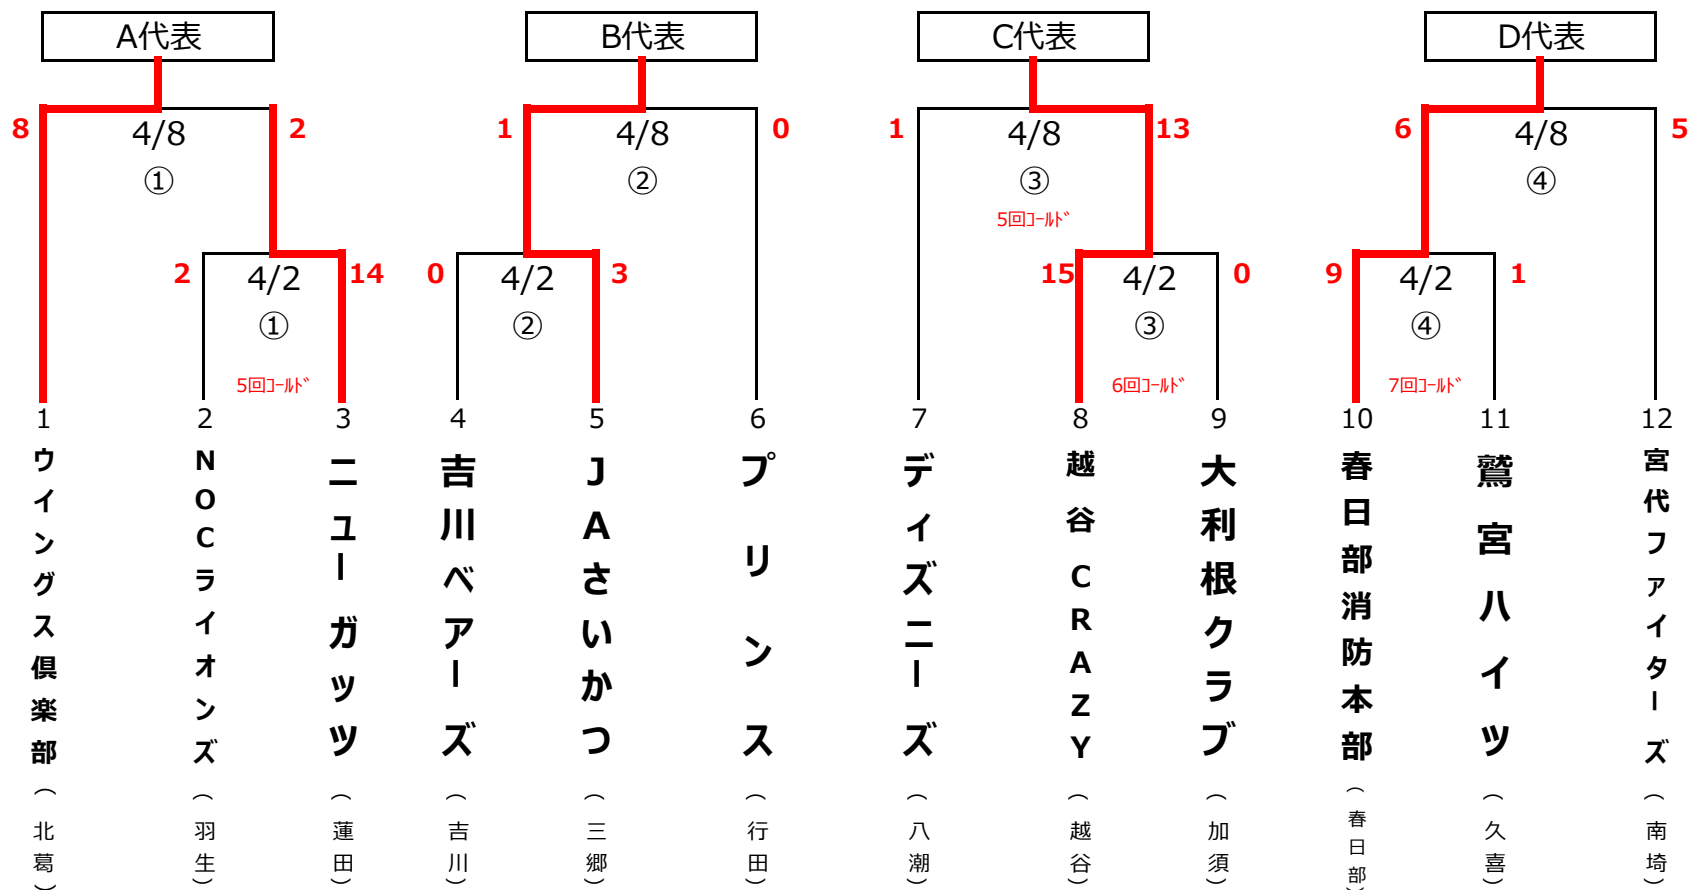 A代表 B代表 C代表 D代表
8 2 1 0 1 13 6 5
4/8 4/8 4/8 4/8
① ② ③ ④
5回コールド
2 14 0 3 15 0 9 1
4/2 4/2 4/2 4/2
① ② ③ ④
5回コールド 6回コールド 7回コールド
1 2 3 4 5 6 7 8 9 10 11 12
ウイングス倶楽部（北葛）
NOCライオンズ（羽生）
ニューガッツ（蓮田）
吉川ベアーズ（吉川）
JAさいかつ（三郷）
プリンス（行田）
ディズニーズ（八潮）
越谷CRAZY（越谷）
大利根クラブ（加須）
春日部消防本部（春日部）
鷲宮ハイツ（久喜）
宮代ファイターズ（南埼）